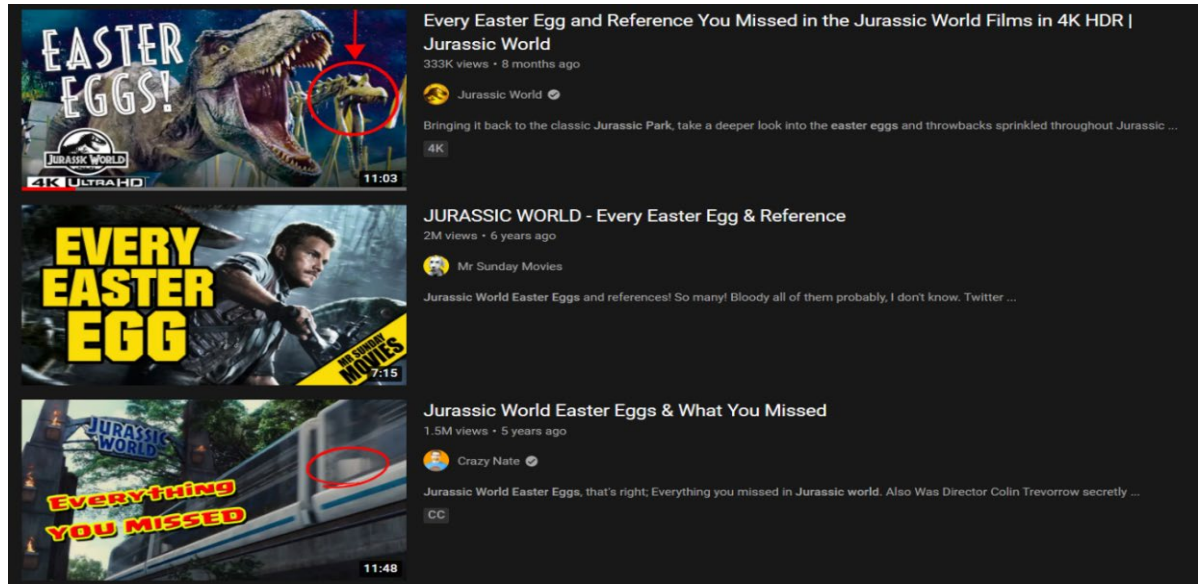 EASTER
EGGS!
JURASSIC WORLD
4K ULTRA HD
11:03
Every Easter Egg and Reference You Missed in the Jurassic World Films in 4K HDR |
Jurassic World
333K views • 8 months ago
Jurassic World
Bringing it back to the classic Jurassic Park, take a deeper look into the easter eggs and throwbacks sprinkled throughout Jurassic ...
4K
EVERY
EASTER
EGG
MR SUNDAY
MOVIES
7:15
JURASSIC WORLD - Every Easter Egg & Reference
2M views • 6 years ago
Mr Sunday Movies
Jurassic World Easter Eggs and references! So many! Bloody all of them probably, I don't know. Twitter ...
JURASSIC
WORLD
Everything
YOU MISSED
11:48
Jurassic World Easter Eggs & What You Missed
1.5M views • 5 years ago
Crazy Nate
Jurassic World Easter Eggs, that's right; Everything you missed in Jurassic world. Also Was Director Colin Trevorrow secretly ...
CC